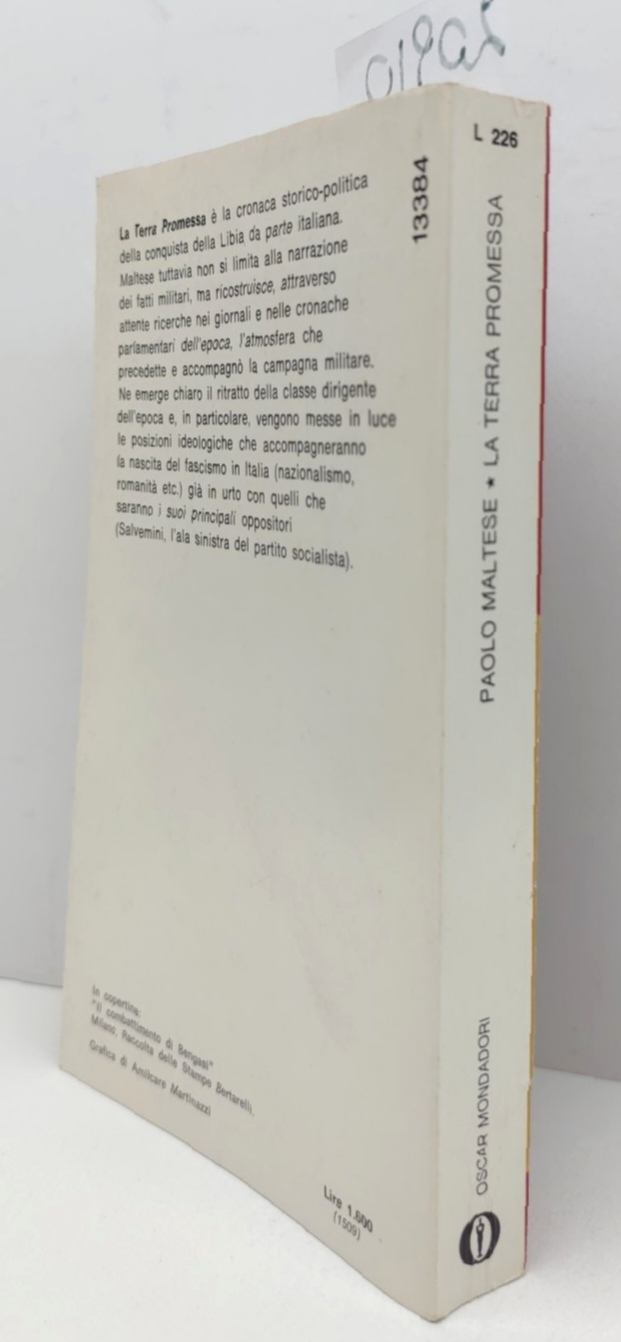 La Terra Promessa è la cronaca storico-politica
della conquista della Libia da parte italiana.
Maltese tuttavia non si limita alla narrazione
dei fatti militari, ma ricostruisce, attraverso
attente ricerche nei giornali e nelle cronache
parlamentari dell'epoca, l'atmosfera che
precedette e accompagnò la campagna militare.
Ne emerge chiaro il ritratto della classe dirigente
dell'epoca e, in particolare, vengono messe in luce
le posizioni ideologiche che accompagneranno
la nascita del fascismo in Italia (nazionalismo,
romanità etc.) già in urto con quelli che
saranno i suoi principali oppositori
(Salvemini, l'ala sinistra del partito socialista).
13384
In copertina:
"Il combattimento di Bengasi"
Milano, Raccolta delle Stampe Bertarelli.
Grafica di Amilcare Martinazzi
Lire 1.600
(1509)
L 226
PAOLO MALTESE ★ LA TERRA PROMESSA
OSCAR MONDADORI